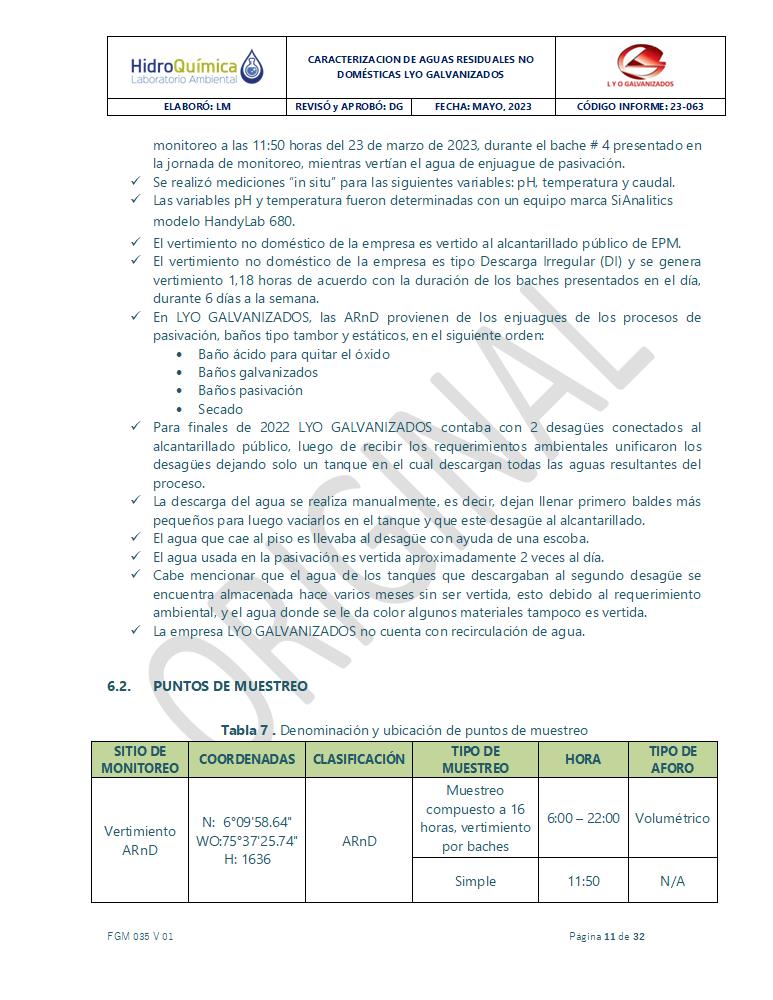 HidroQuímica
Laboratorio Ambiental
CARACTERIZACION DE AGUAS RESIDUALES NO
DOMÉSTICAS LYO GALVANIZADOS
L Y O GALVANIZADOS
ELABORÓ: LM
REVISÓ y APROBÓ: DG
FECHA: MAYO, 2023
CÓDIGO INFORME: 23-063
monitoreo a las 11:50 horas del 23 de marzo de 2023, durante el bache # 4 presentado en
la jornada de monitoreo, mientras vertían el agua de enjuague de pasivación.
✓ Se realizó mediciones “in situ” para las siguientes variables: pH, temperatura y caudal.
✓ Las variables pH y temperatura fueron determinadas con un equipo marca SiAnalitics
modelo HandyLab 680.
✓ El vertimiento no doméstico de la empresa es vertido al alcantarillado público de EPM.
✓ El vertimiento no doméstico de la empresa es tipo Descarga Irregular (DI) y se genera
vertimiento 1,18 horas de acuerdo con la duración de los baches presentados en el día,
durante 6 días a la semana.
✓ En LYO GALVANIZADOS, las ARnD provienen de los enjuagues de los procesos de
pasivación, baños tipo tambor y estáticos, en el siguiente orden:
• Baño ácido para quitar el óxido
• Baños galvanizados
• Baños pasivación
• Secado
✓ Para finales de 2022 LYO GALVANIZADOS contaba con 2 desagües conectados al
alcantarillado público, luego de recibir los requerimientos ambientales unificaron los
desagües dejando solo un tanque en el cual descargan todas las aguas resultantes del
proceso.
✓ La descarga del agua se realiza manualmente, es decir, dejan llenar primero baldes más
pequeños para luego vaciarlos en el tanque y que este desagüe al alcantarillado.
✓ El agua que cae al piso es llevaba al desagüe con ayuda de una escoba.
✓ El agua usada en la pasivación es vertida aproximadamente 2 veces al día.
✓ Cabe mencionar que el agua de los tanques que descargaban al segundo desagüe se
encuentra almacenada hace varios meses sin ser vertida, esto debido al requerimiento
ambiental, y el agua donde se le da color algunos materiales tampoco es vertida.
✓ La empresa LYO GALVANIZADOS no cuenta con recirculación de agua.
ORIGINAL
6.2. PUNTOS DE MUESTREO
Tabla 7 . Denominación y ubicación de puntos de muestreo
SITIO DE
MONITOREO
COORDENADAS
CLASIFICACIÓN
TIPO DE
MUESTREO
HORA
TIPO DE
AFORO
Vertimiento
ARnD
N: 6°09'58.64"
WO:75°37'25.74"
H: 1636
ARnD
Muestreo
compuesto a 16
horas, vertimiento
por baches
6:00 – 22:00
Volumétrico
Simple
11:50
N/A
FGM 035 V 01
Página 11 de 32